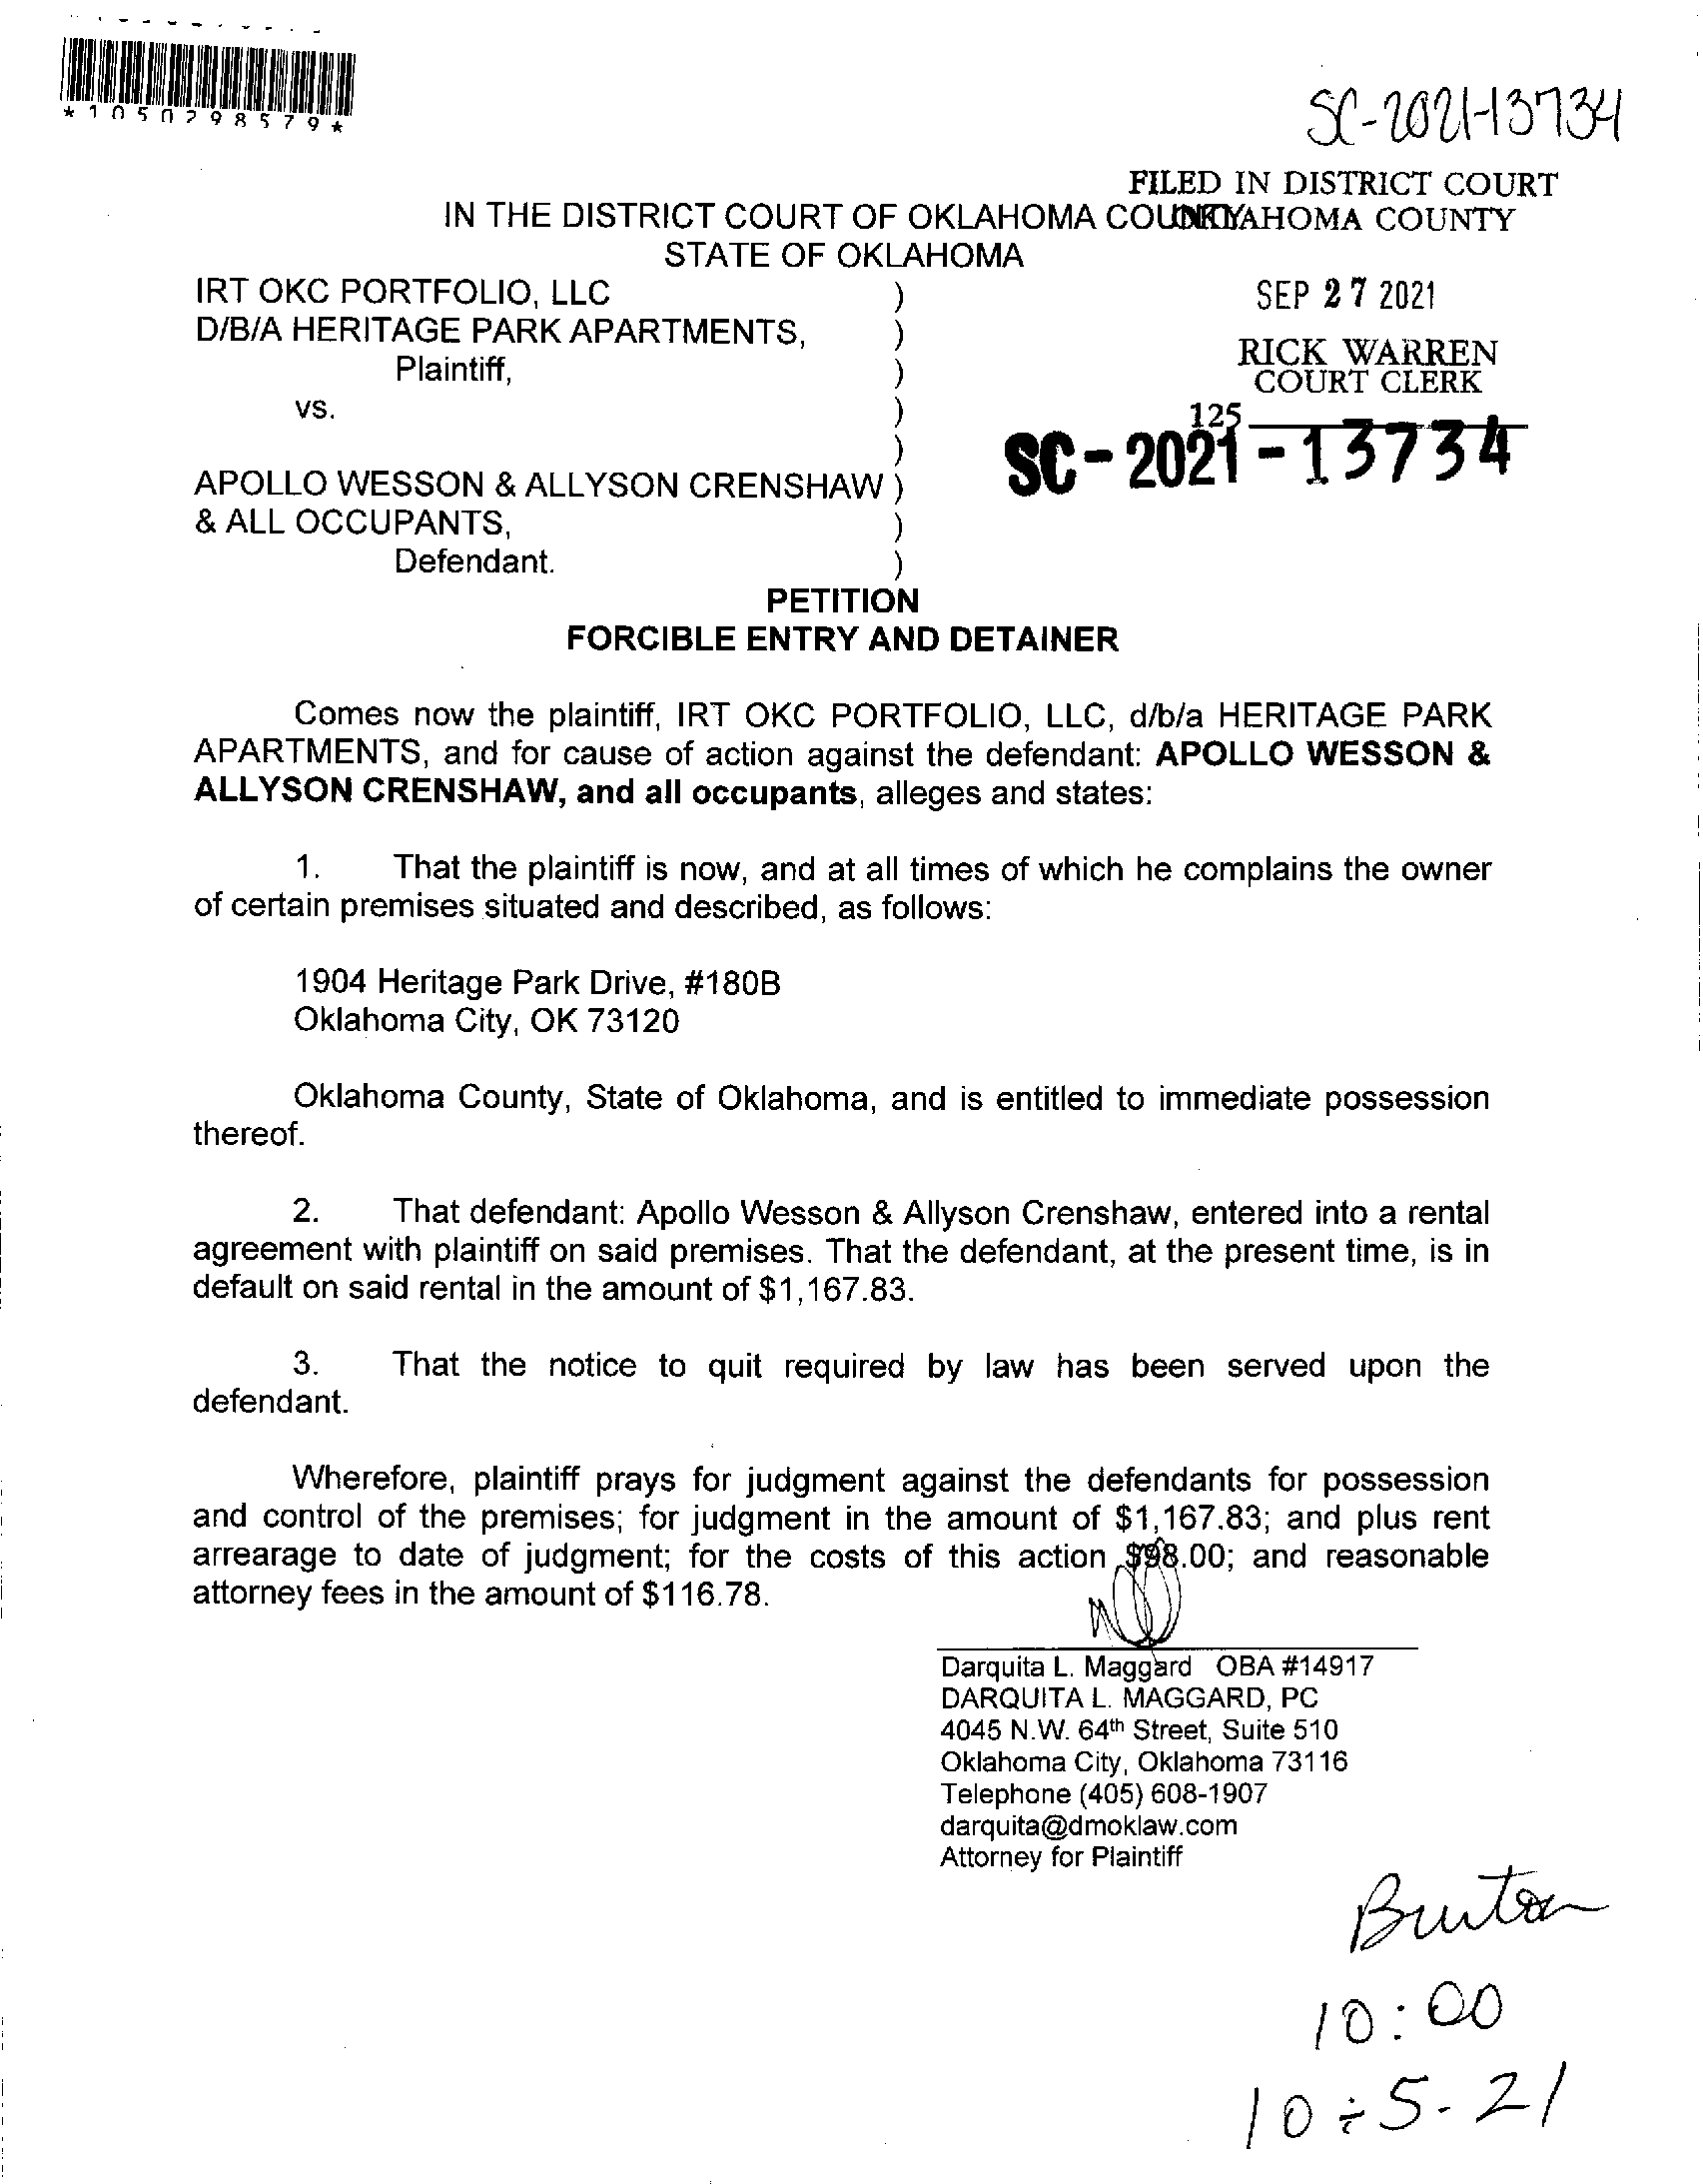 *1050298579*
SC-2021-13734
FILED IN DISTRICT COURT
OKLAHOMA COUNTY
IN THE DISTRICT COURT OF OKLAHOMA COUNTY
STATE OF OKLAHOMA
IRT OKC PORTFOLIO, LLC )
D/B/A HERITAGE PARK APARTMENTS, )
Plaintiff, )
vs. )
)
APOLLO WESSON & ALLYSON CRENSHAW )
& ALL OCCUPANTS, )
Defendant. )
SEP 27 2021
RICK WARREN
COURT CLERK
125
SC-2021-13734
PETITION
FORCIBLE ENTRY AND DETAINER
Comes now the plaintiff, IRT OKC PORTFOLIO, LLC, d/b/a HERITAGE PARK
APARTMENTS, and for cause of action against the defendant: APOLLO WESSON &
ALLYSON CRENSHAW, and all occupants, alleges and states:
1. That the plaintiff is now, and at all times of which he complains the owner
of certain premises situated and described, as follows:
1904 Heritage Park Drive, #180B
Oklahoma City, OK 73120
Oklahoma County, State of Oklahoma, and is entitled to immediate possession
thereof.
2. That defendant: Apollo Wesson & Allyson Crenshaw, entered into a rental
agreement with plaintiff on said premises. That the defendant, at the present time, is in
default on said rental in the amount of $1,167.83.
3. That the notice to quit required by law has been served upon the
defendant.
Wherefore, plaintiff prays for judgment against the defendants for possession
and control of the premises; for judgment in the amount of $1,167.83; and plus rent
arrearage to date of judgment; for the costs of this action $98.00; and reasonable
attorney fees in the amount of $116.78.
Darquita L. Maggard OBA #14917
DARQUITA L. MAGGARD, PC
4045 N.W. 64th Street, Suite 510
Oklahoma City, Oklahoma 73116
Telephone (405) 608-1907
darquita@dmoklaw.com
Attorney for Plaintiff
Burton
10:00
10-5-21